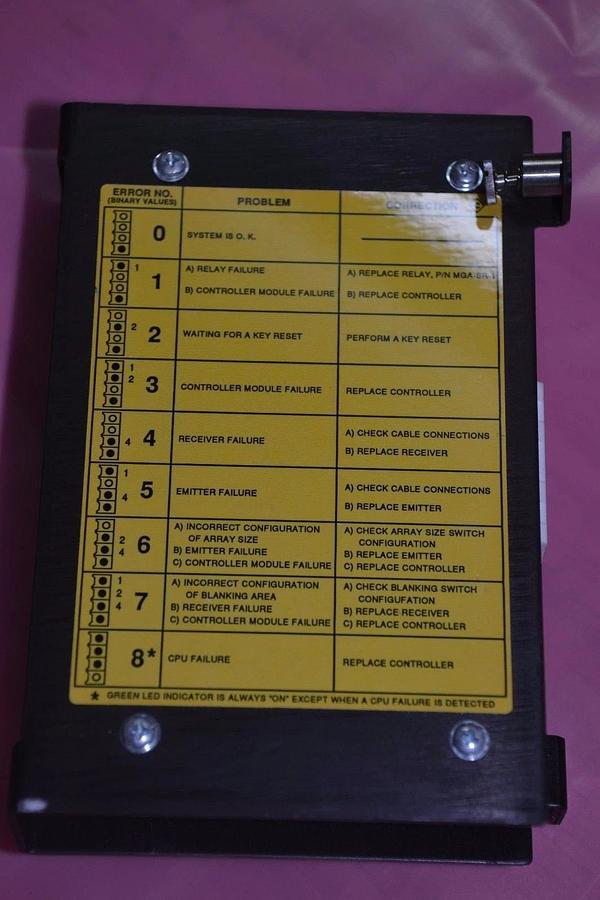 ERROR NO. PROBLEM CORRECTION
(BINARY VALUES)
0 SYSTEM IS O. K.
1 1 A) RELAY FAILURE A) REPLACE RELAY, P/N MGA-SR-1
B) CONTROLLER MODULE FAILURE B) REPLACE CONTROLLER
2 2 WAITING FOR A KEY RESET PERFORM A KEY RESET
1
2 3 CONTROLLER MODULE FAILURE REPLACE CONTROLLER
4 4 RECEIVER FAILURE A) CHECK CABLE CONNECTIONS
B) REPLACE RECEIVER
1
4 5 EMITTER FAILURE A) CHECK CABLE CONNECTIONS
B) REPLACE EMITTER
A) INCORRECT CONFIGURATION A) CHECK ARRAY SIZE SWITCH
2 6 OF ARRAY SIZE CONFIGURATION
4 B) EMITTER FAILURE B) REPLACE EMITTER
C) CONTROLLER MODULE FAILURE C) REPLACE CONTROLLER
1 A) INCORRECT CONFIGURATION A) CHECK BLANKING SWITCH
2 7 OF BLANKING AREA CONFIGUFATION
4 B) RECEIVER FAILURE B) REPLACE RECEIVER
C) CONTROLLER MODULE FAILURE C) REPLACE CONTROLLER
8* CPU FAILURE REPLACE CONTROLLER
* GREEN LED INDICATOR IS ALWAYS "ON" EXCEPT WHEN A CPU FAILURE IS DETECTED